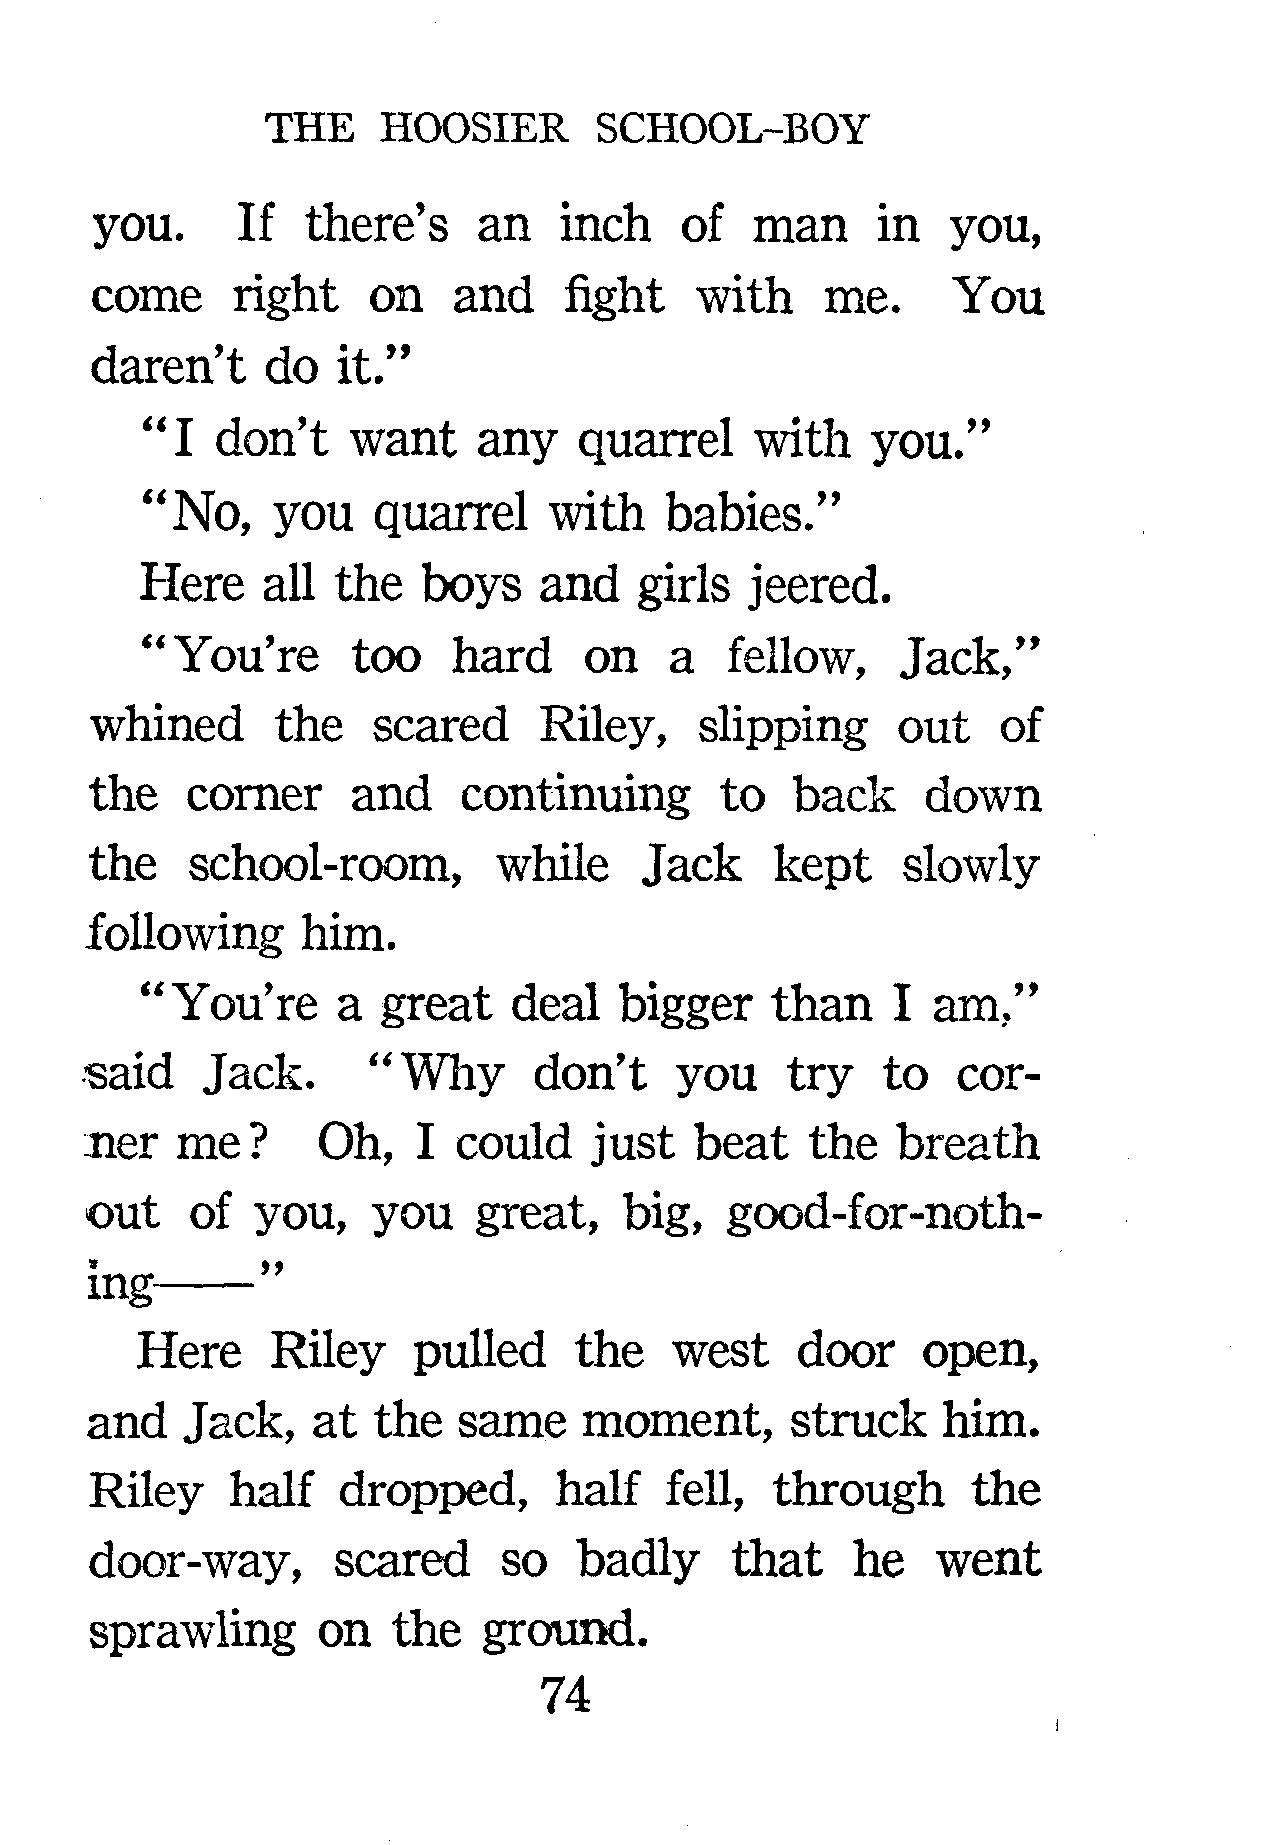 THE HOOSIER SCHOOL-BOY
you. If there's an inch of man in you,
come right on and fight with me. You
daren't do it."
"I don't want any quarrel with you."
"No, you quarrel with babies."
Here all the boys and girls jeered.
"You're too hard on a fellow, Jack,"
whined the scared Riley, slipping out of
the corner and continuing to back down
the school-room, while Jack kept slowly
following him.
"You're a great deal bigger than I am,"
said Jack. "Why don't you try to cor-
ner me? Oh, I could just beat the breath
out of you, you great, big, good-for-noth-
ing——"
Here Riley pulled the west door open,
and Jack, at the same moment, struck him.
Riley half dropped, half fell, through the
door-way, scared so badly that he went
sprawling on the ground.
74